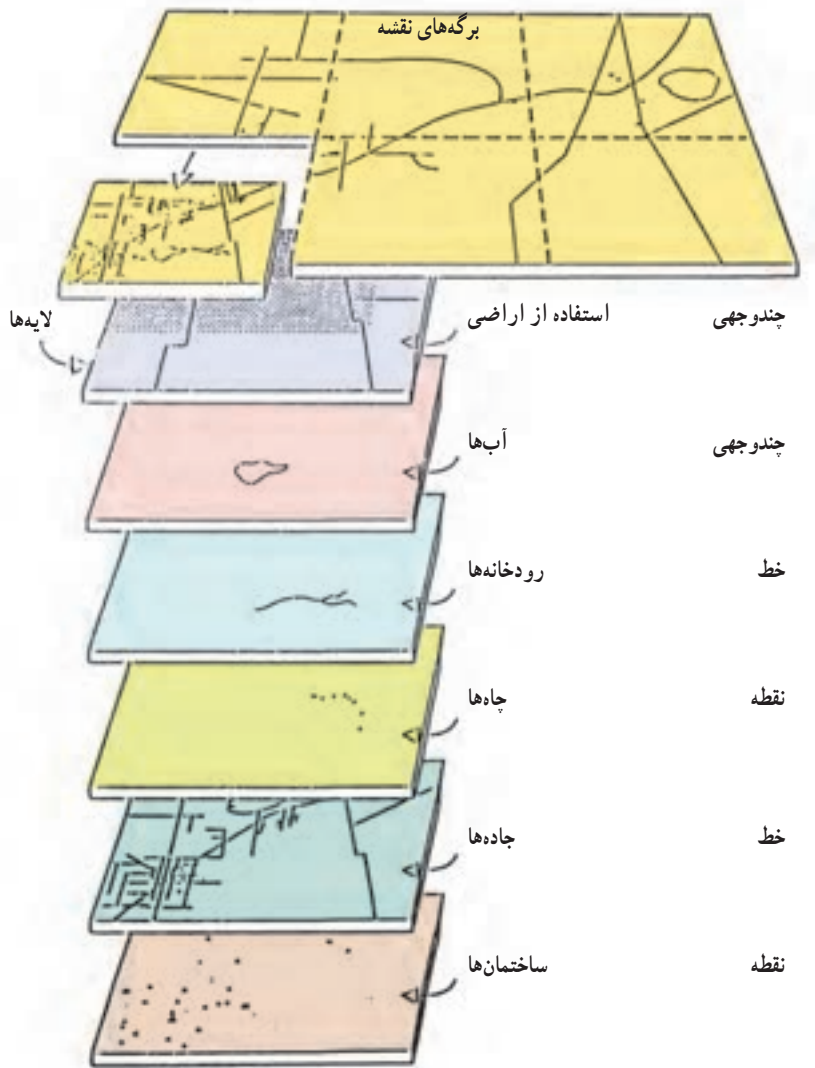 برگه‌های نقشه
چندوجهی استفاده از اراضی لایه‌ها
چندوجهی آب‌ها
خط رودخانه‌ها
نقطه چاه‌ها
خط جاده‌ها
نقطه ساختمان‌ها